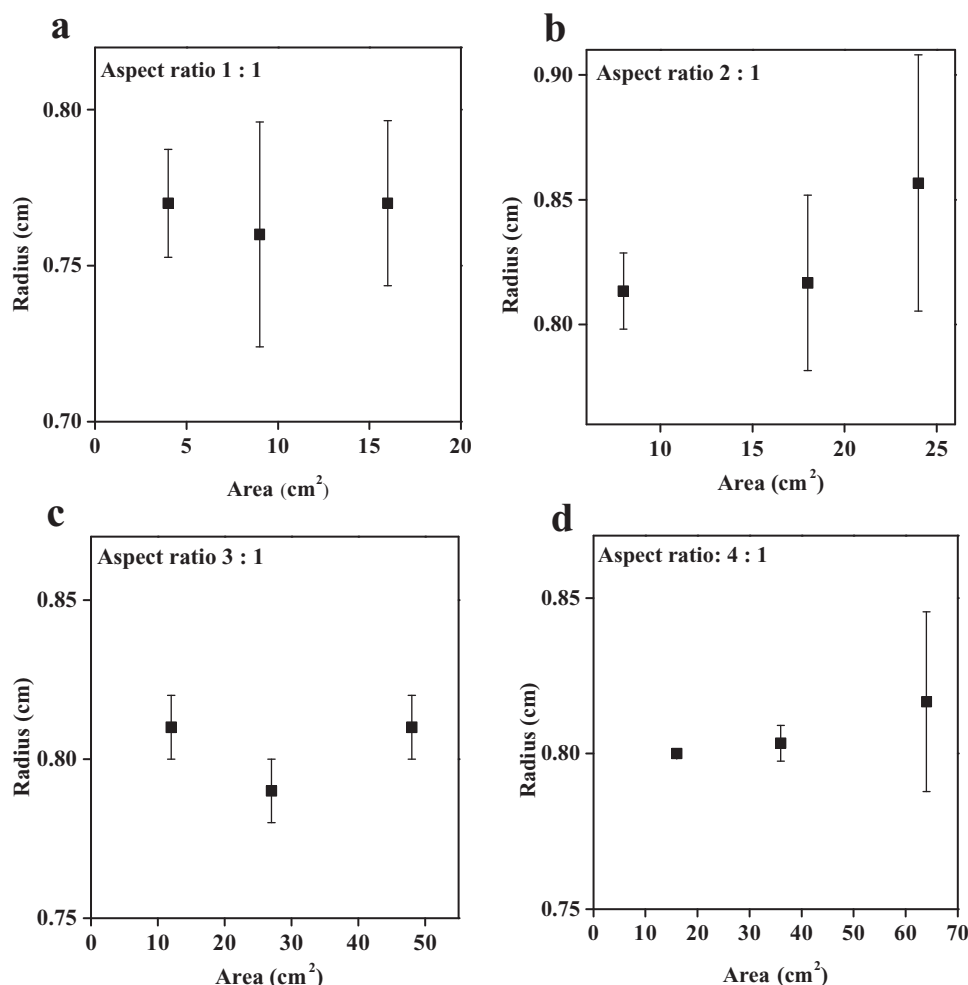 a
Aspect ratio 1 : 1
0.80
0.75
0.70
Radius (cm)
0 5 10 15 20
Area (cm²)
b
Aspect ratio 2 : 1
0.90
0.85
0.80
Radius (cm)
10 15 20 25
Area (cm²)
c
Aspect ratio 3 : 1
0.85
0.80
0.75
Radius (cm)
0 10 20 30 40 50
Area (cm²)
d
Aspect ratio: 4 : 1
0.85
0.80
0.75
Radius (cm)
0 10 20 30 40 50 60 70
Area (cm²)